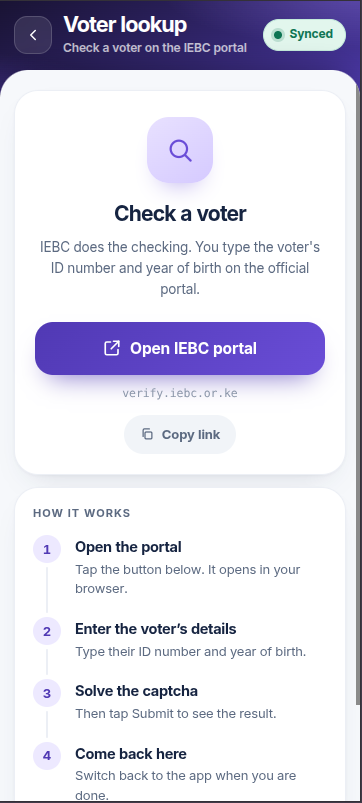 Voter lookup
Check a voter on the IEBC portal
Synced
Check a voter
IEBC does the checking. You type the voter's
ID number and year of birth on the official
portal.
Open IEBC portal
verify.iebc.or.ke
Copy link
HOW IT WORKS
1
Open the portal
Tap the button below. It opens in your
browser.
2
Enter the voter’s details
Type their ID number and year of birth.
3
Solve the captcha
Then tap Submit to see the result.
4
Come back here
Switch back to the app when you are
done.